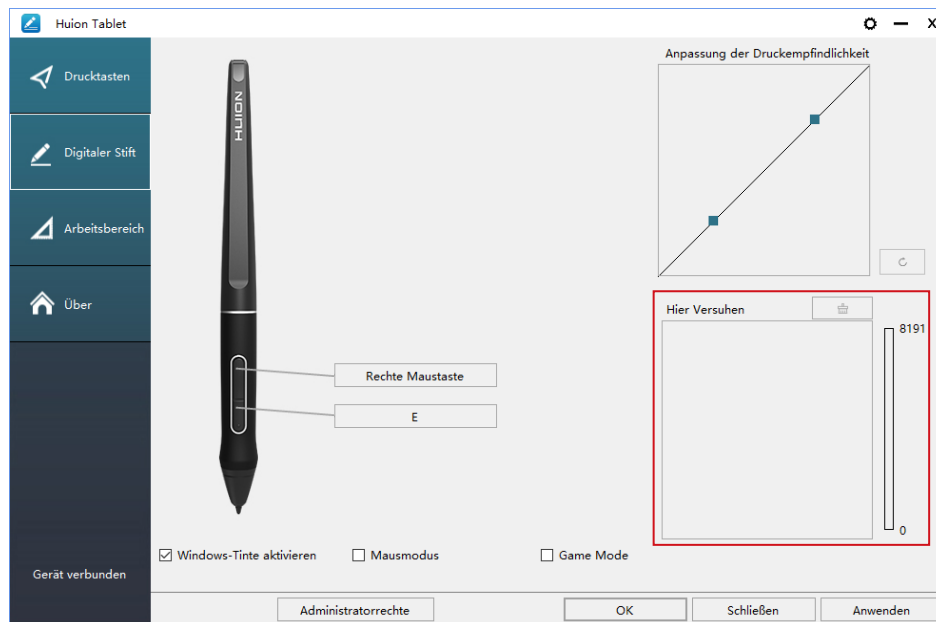 Huion Tablet
Drucktasten
Digitaler Stift
Arbeitsbereich
Über
Gerät verbunden
HUION
Rechte Maustaste
E
Windows-Tinte aktivieren
Mausmodus
Game Mode
Anpassung der Druckempfindlichkeit
Hier Versuhen
8191
0
Administratorrechte
OK
Schließen
Anwenden